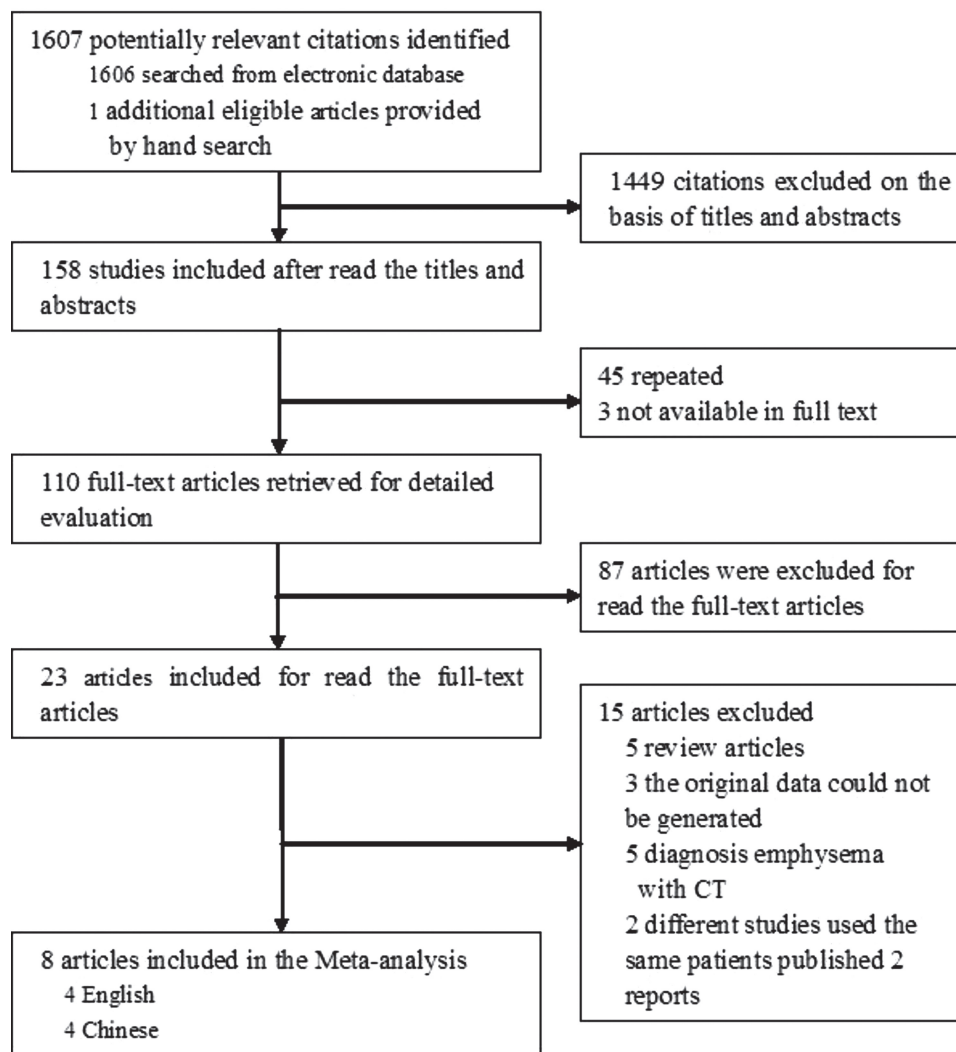 1607 potentially relevant citations identified
1606 searched from electronic database
1 additional eligible articles provided
by hand search
1449 citations excluded on the
basis of titles and abstracts
158 studies included after read the titles and
abstracts
45 repeated
3 not available in full text
110 full-text articles retrieved for detailed
evaluation
87 articles were excluded for
read the full-text articles
23 articles included for read the full-text
articles
15 articles excluded
5 review articles
3 the original data could not
be generated
5 diagnosis emphysema
with CT
2 different studies used the
same patients published 2
reports
8 articles included in the Meta-analysis
4 English
4 Chinese